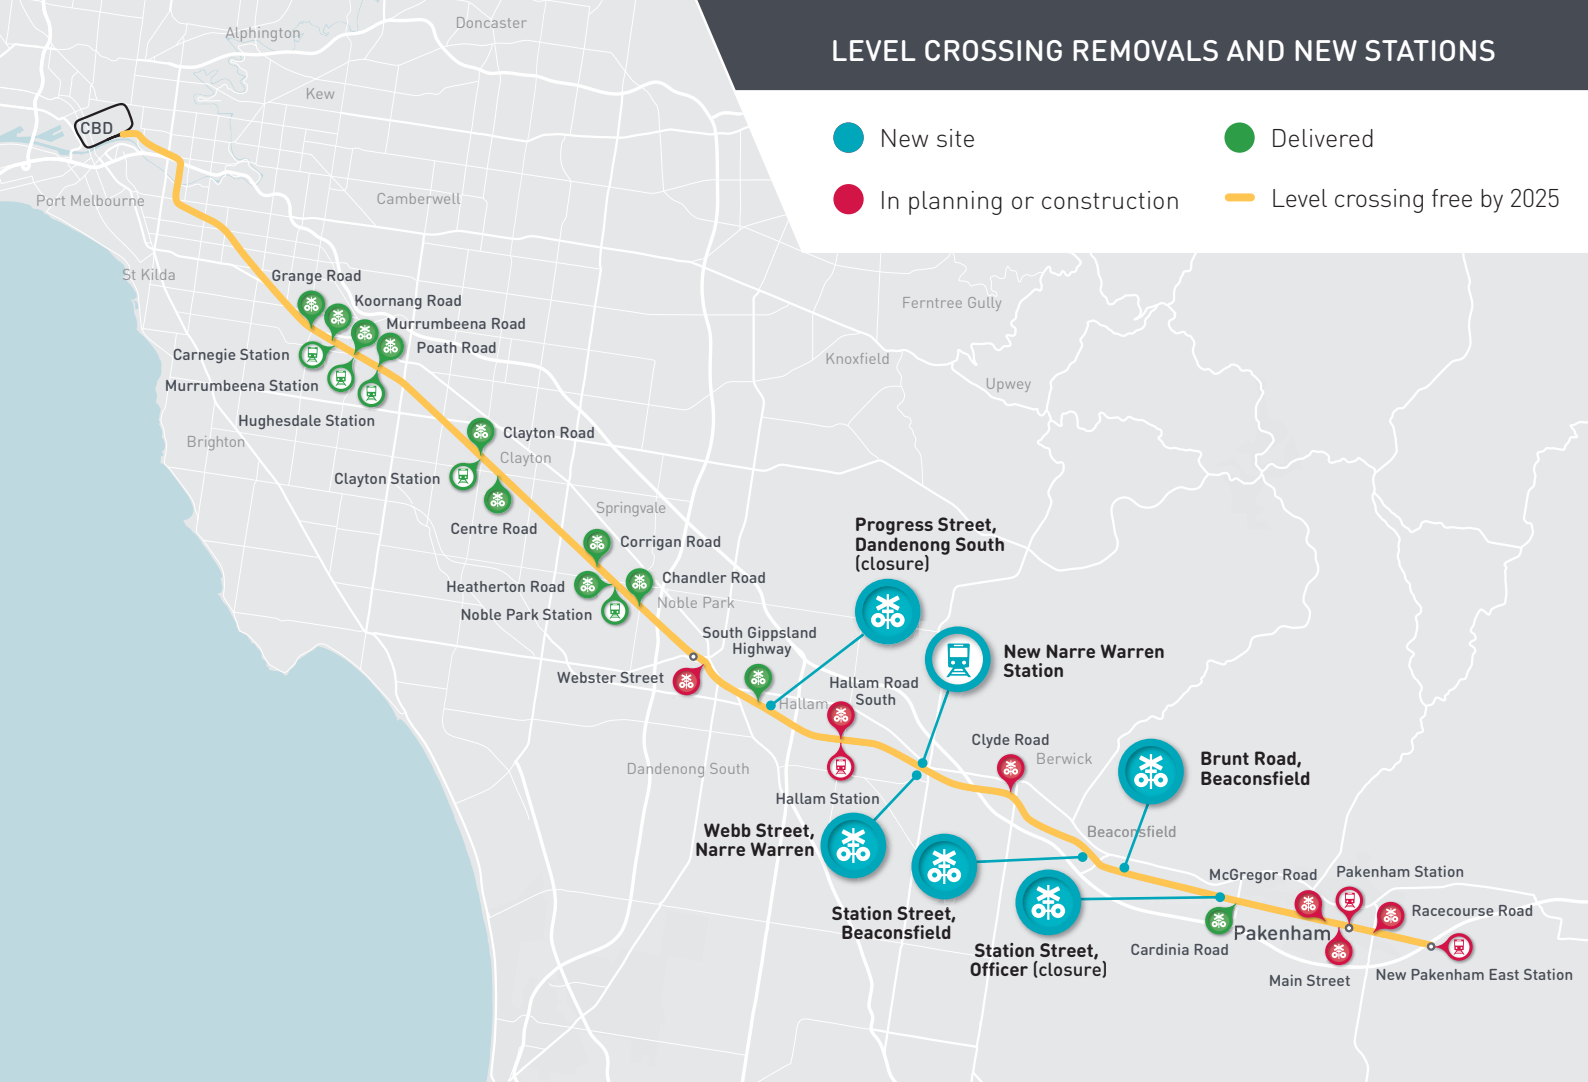 LEVEL CROSSING REMOVALS AND NEW STATIONS
New site
Delivered
In planning or construction
Level crossing free by 2025
Doncaster
Alphington
Kew
CBD
Port Melbourne
Camberwell
St Kilda
Grange Road
Koornang Road
Murrumbeena Road
Poath Road
Carnegie Station
Murrumbeena Station
Hughesdale Station
Ferntree Gully
Knoxfield
Upwey
Brighton
Clayton Road
Clayton
Clayton Station
Centre Road
Springvale
Corrigan Road
Heatherton Road
Chandler Road
Noble Park
Noble Park Station
Progress Street,
Dandenong South
(closure)
South Gippsland
Highway
Webster Street
New Narre Warren
Station
Hallam Road
South
Hallam
Clyde Road
Berwick
Dandenong South
Hallam Station
Brunt Road,
Beaconsfield
Webb Street,
Narre Warren
Beaconsfield
Station Street,
Beaconsfield
Station Street,
Officer (closure)
McGregor Road
Pakenham Station
Racecourse Road
Pakenham
Cardinia Road
Main Street
New Pakenham East Station